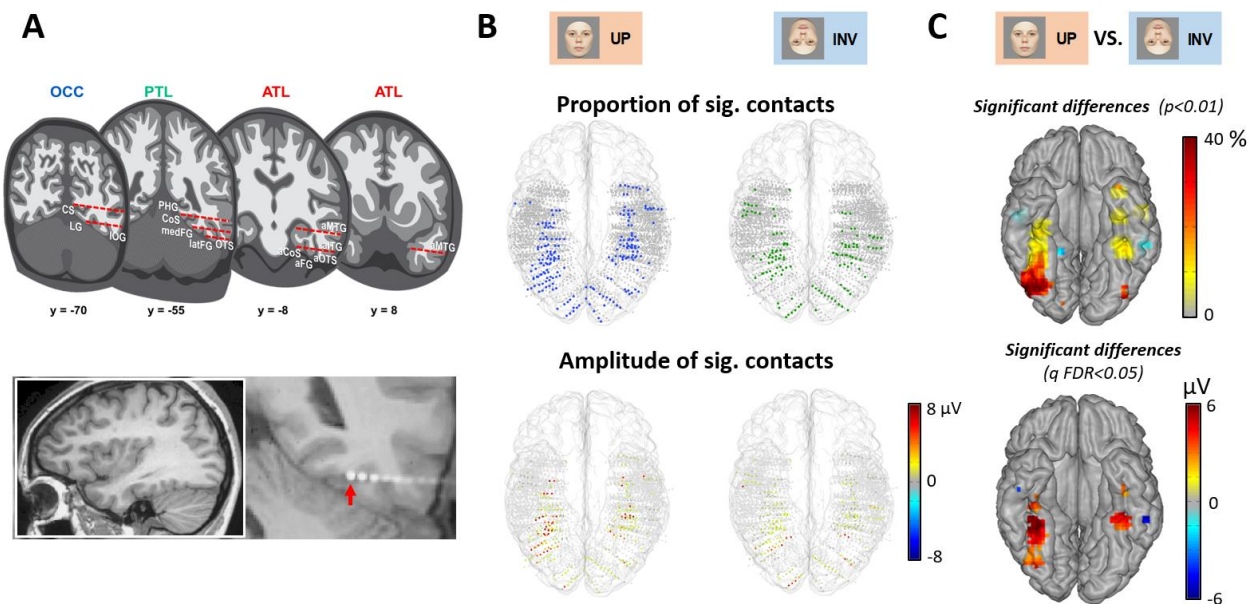 A
OCC
PTL
ATL
ATL
CS
LG
IOG
PHG
CoS
medFG
latFG
OTS
aMTG
aITG
aCoS
aOTS
aFG
aMTG
y = -70
y = -55
y = -8
y = 8
B
UP
INV
Proportion of sig. contacts
Amplitude of sig. contacts
8 µV
0
-8
C
UP VS. INV
Significant differences (p<0.01)
40 %
0
Significant differences
(q FDR<0.05)
µV
6
0
-6